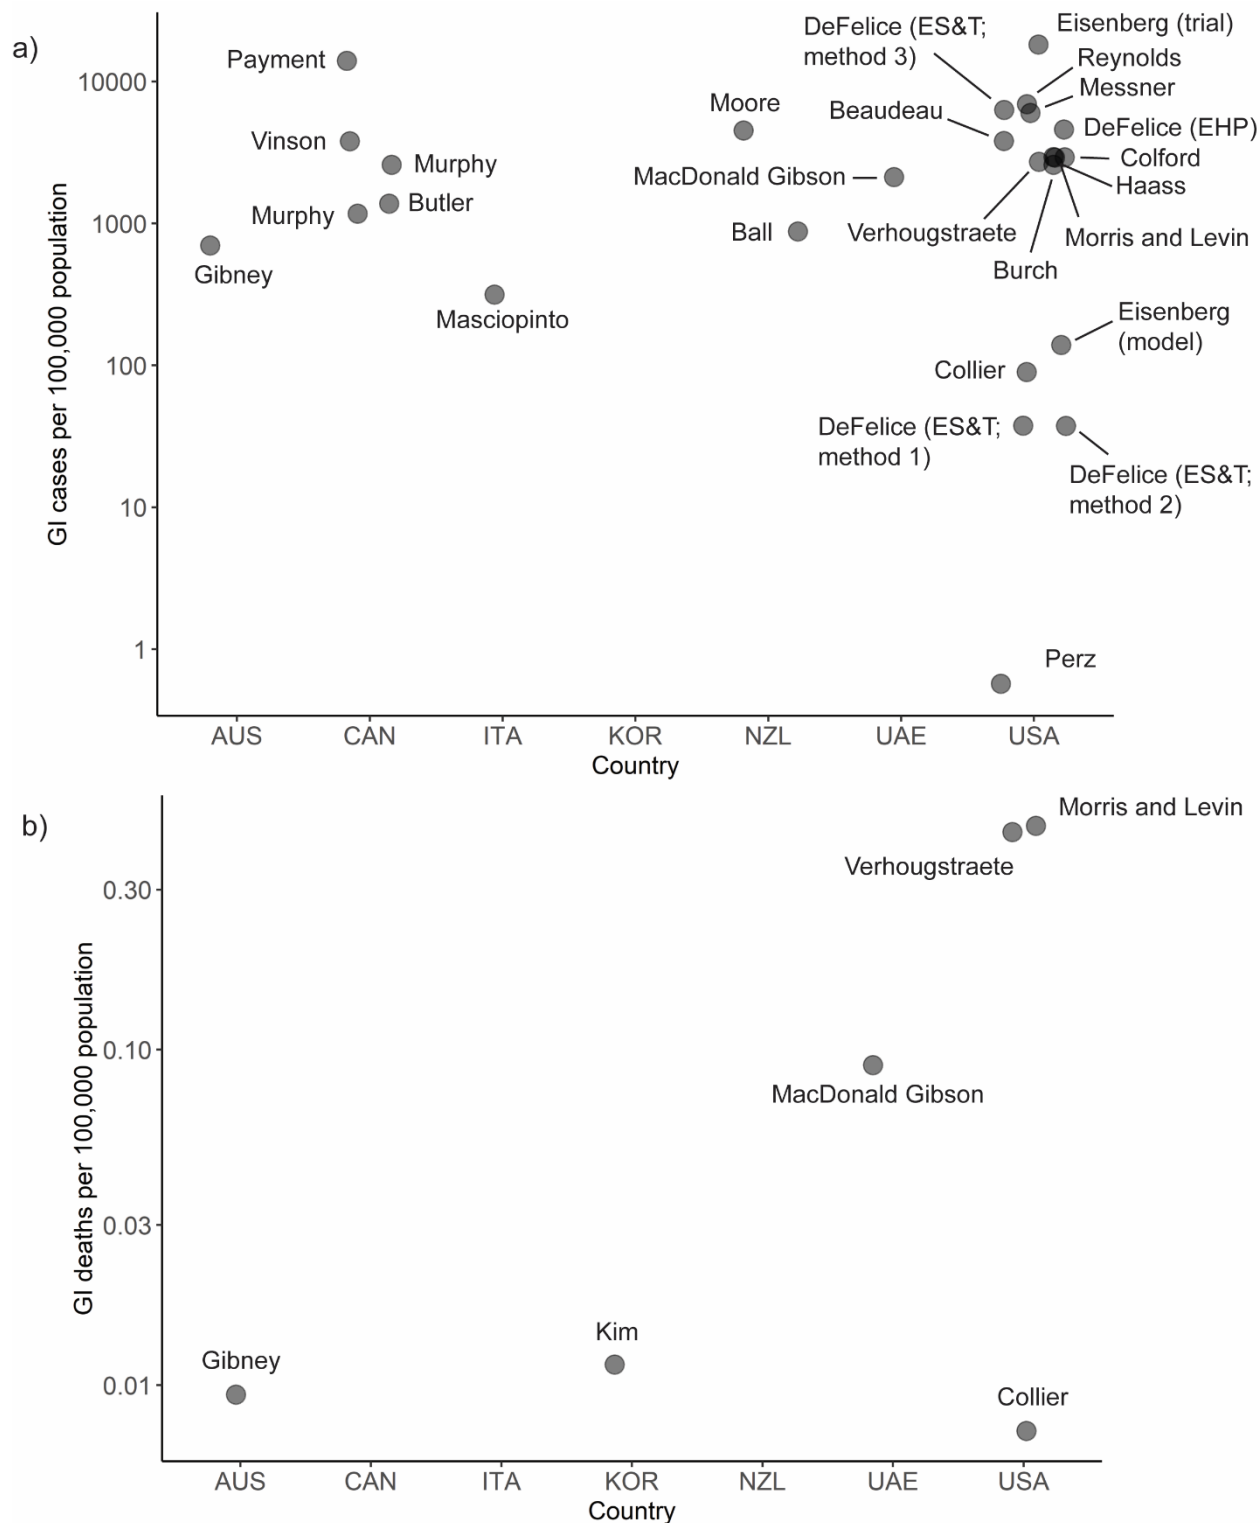 a)
GI cases per 100,000 population
10000
1000
100
10
1
Payment
Vinson
Murphy
Butler
Murphy
Gibney
Masciopinto
Moore
MacDonald Gibson
Ball
DeFelice (ES&T;
method 3)
Beaudeau
Eisenberg (trial)
Reynolds
Messner
DeFelice (EHP)
Colford
Haass
Verhougstraete
Morris and Levin
Burch
Eisenberg
(model)
Collier
DeFelice (ES&T;
method 1)
DeFelice (ES&T;
method 2)
Perz
AUS CAN ITA KOR NZL UAE USA
Country
b)
GI deaths per 100,000 population
0.30
0.10
0.03
0.01
Morris and Levin
Verhougstraete
MacDonald Gibson
Kim
Gibney
Collier
AUS CAN ITA KOR NZL UAE USA
Country